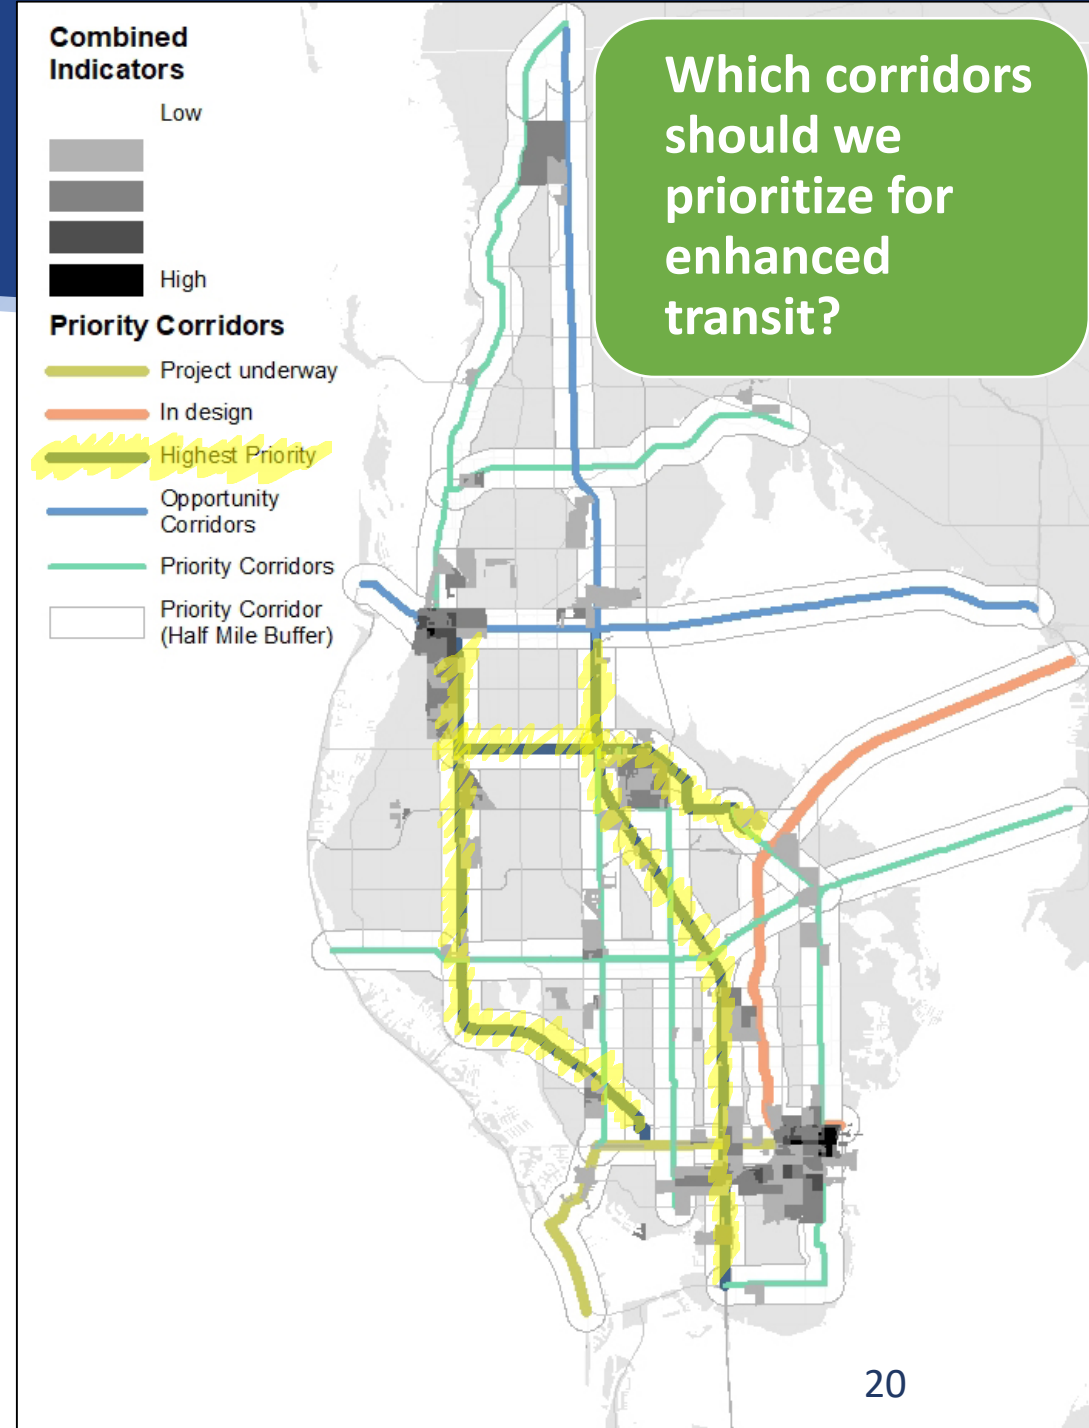 Combined
Indicators
Low
High
Priority Corridors
Project underway
In design
Highest Priority
Opportunity
Corridors
Priority Corridors
Priority Corridor
(Half Mile Buffer)
Which corridors
should we
prioritize for
enhanced
transit?
20